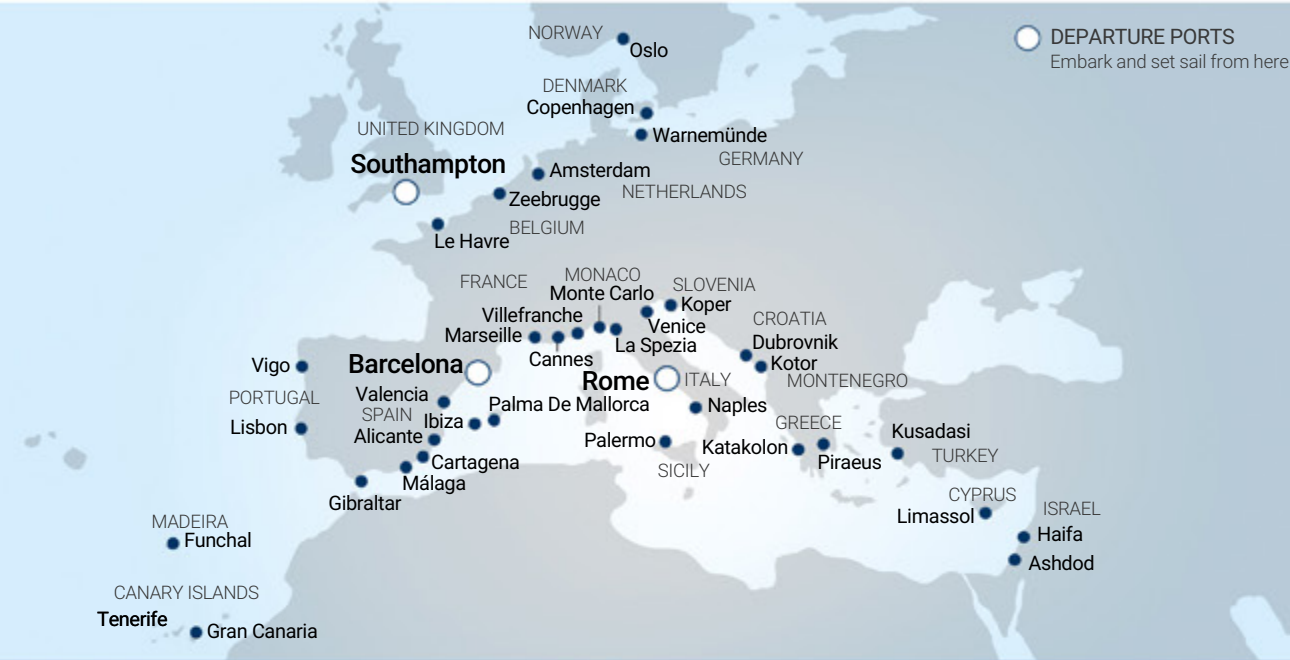 NORWAY
Oslo
DEPARTURE PORTS
Embark and set sail from here
DENMARK
Copenhagen
UNITED KINGDOM
Warnemünde
GERMANY
Southampton
Amsterdam
NETHERLANDS
Zeebrugge
BELGIUM
Le Havre
FRANCE
MONACO
Monte Carlo
SLOVENIA
Koper
Villefranche
Venice
CROATIA
Marseille
La Spezia
Dubrovnik
Cannes
Kotor
MONTENEGRO
Vigo
Barcelona
Rome
ITALY
PORTUGAL
Valencia
Palma De Mallorca
Naples
SPAIN
Ibiza
GREECE
Lisbon
Alicante
Palermo
Katakolon
Kusadasi
Piraeus
TURKEY
Cartagena
SICILY
Málaga
Gibraltar
CYPRUS
Limassol
ISRAEL
MADEIRA
Funchal
Haifa
Ashdod
CANARY ISLANDS
Tenerife
Gran Canaria